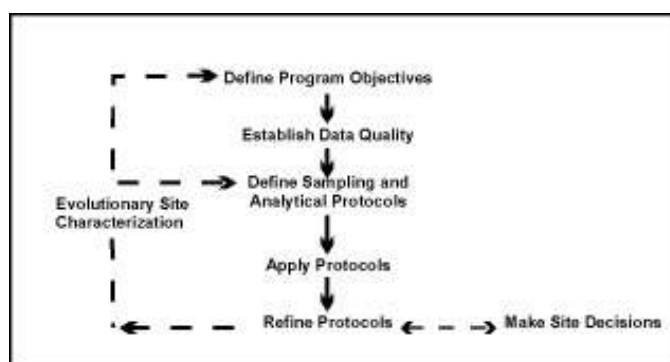 Define Program Objectives
Establish Data Quality
Define Sampling and
Analytical Protocols
Evolutionary Site
Characterization
Apply Protocols
Refine Protocols
Make Site Decisions